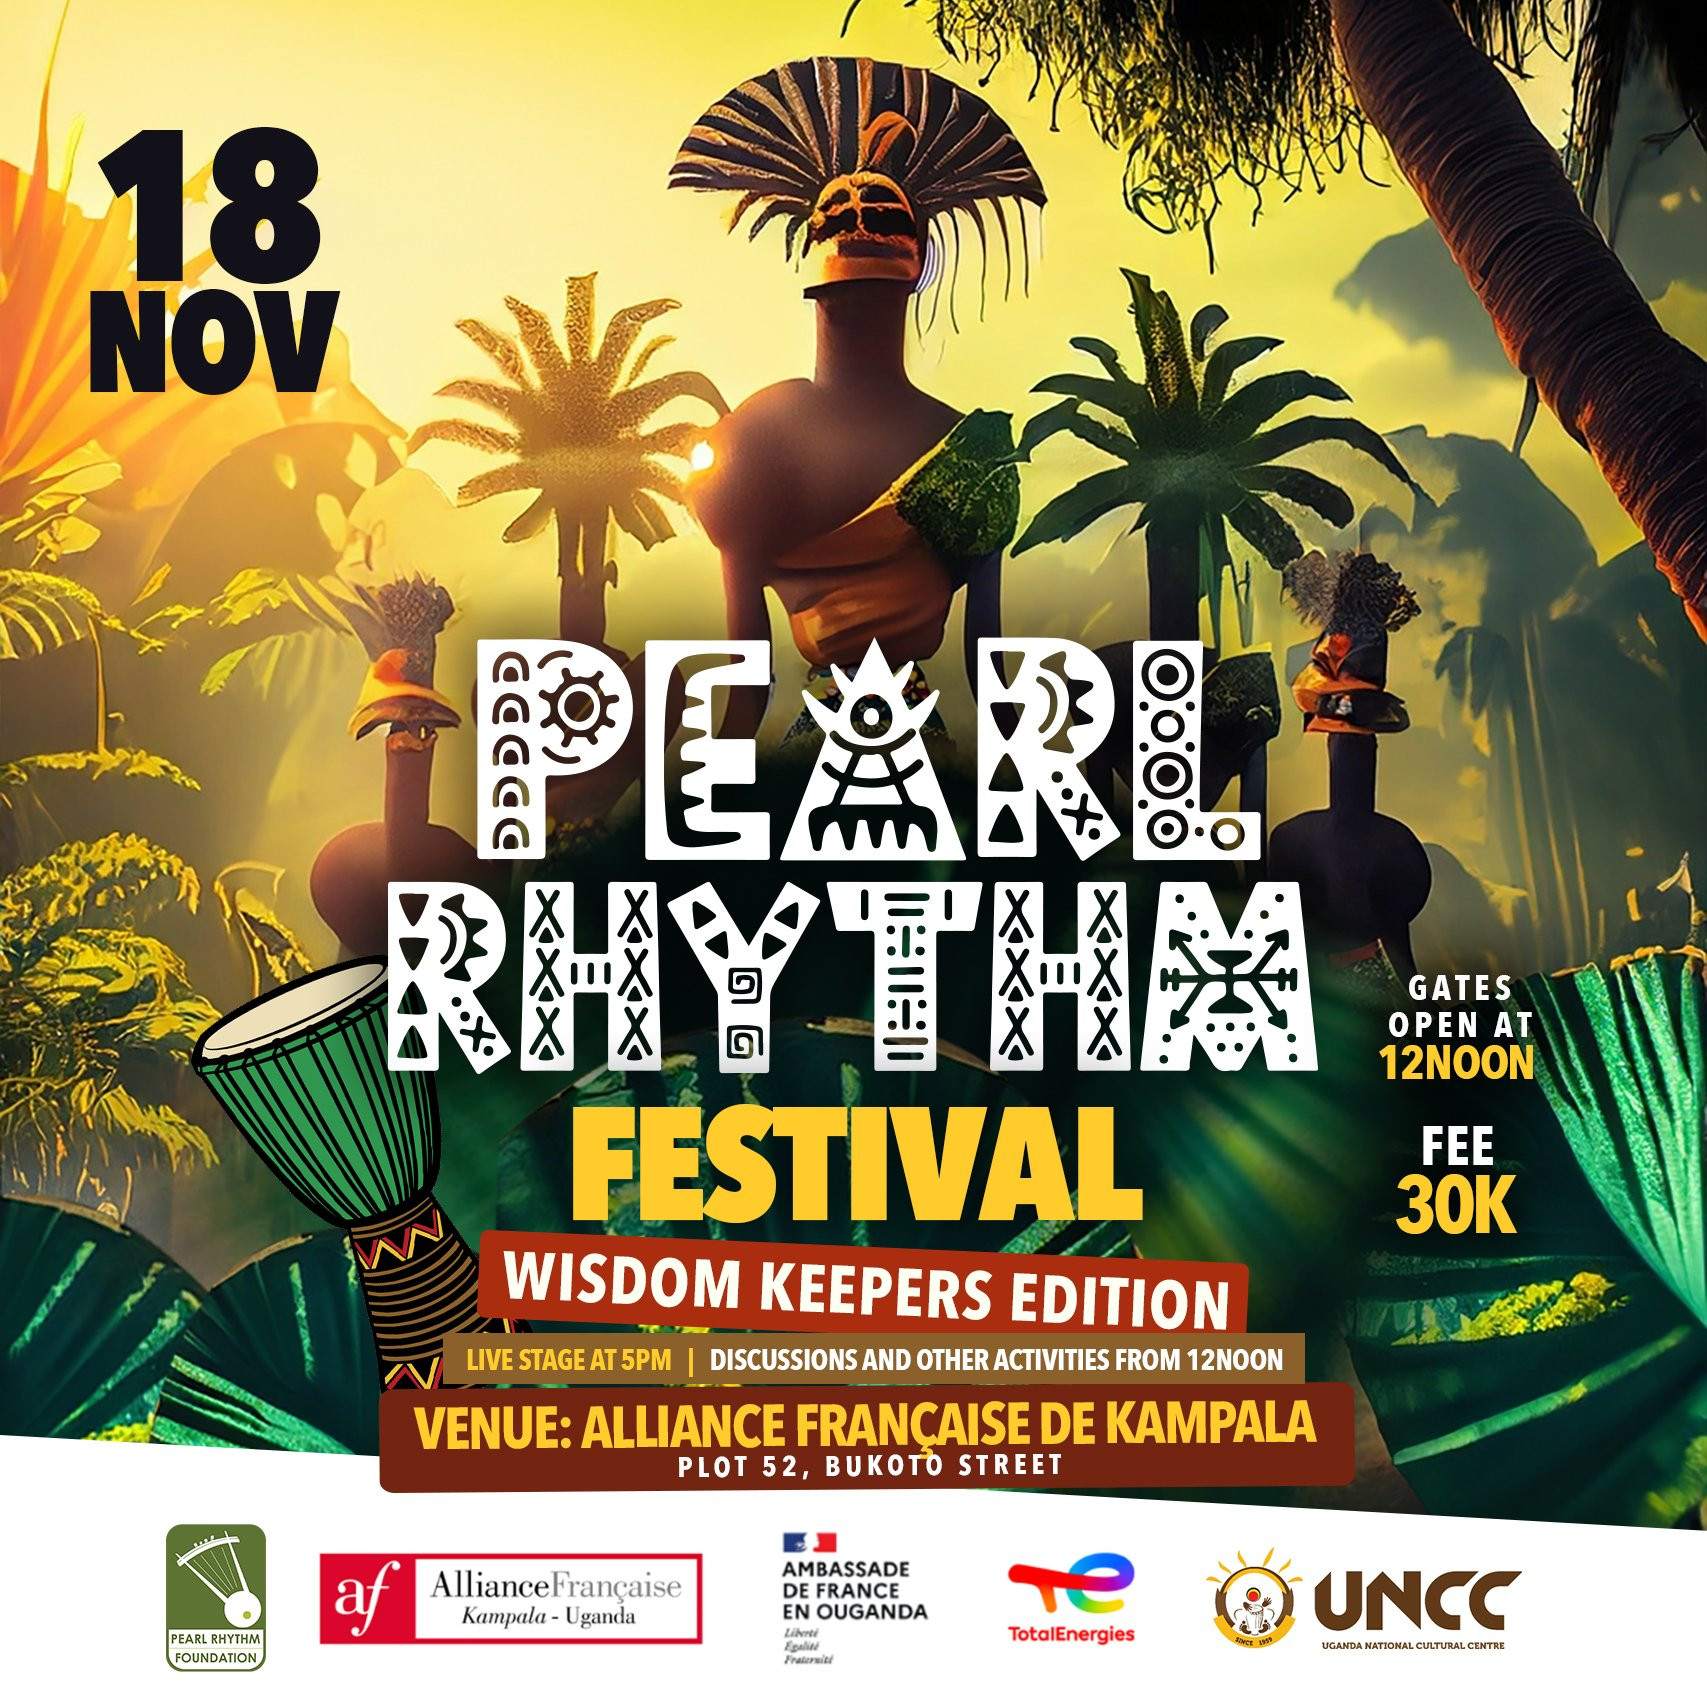 18
NOV
PEARL
RHYTHM
FESTIVAL
GATES
OPEN AT
12NOON
FEE
30K
WISDOM KEEPERS EDITION
LIVE STAGE AT 5PM | DISCUSSIONS AND OTHER ACTIVITIES FROM 12NOON
VENUE: ALLIANCE FRANÇAISE DE KAMPALA
PLOT 52, BUKOTO STREET
PEARL RHYTHM
FOUNDATION
af
AllianceFrançaise
Kampala - Uganda
AMBASSADE
DE FRANCE
EN OUGANDA
Liberté
Égalité
Fraternité
TotalEnergies
SINCE 1959
UNCC
UGANDA NATIONAL CULTURAL CENTRE